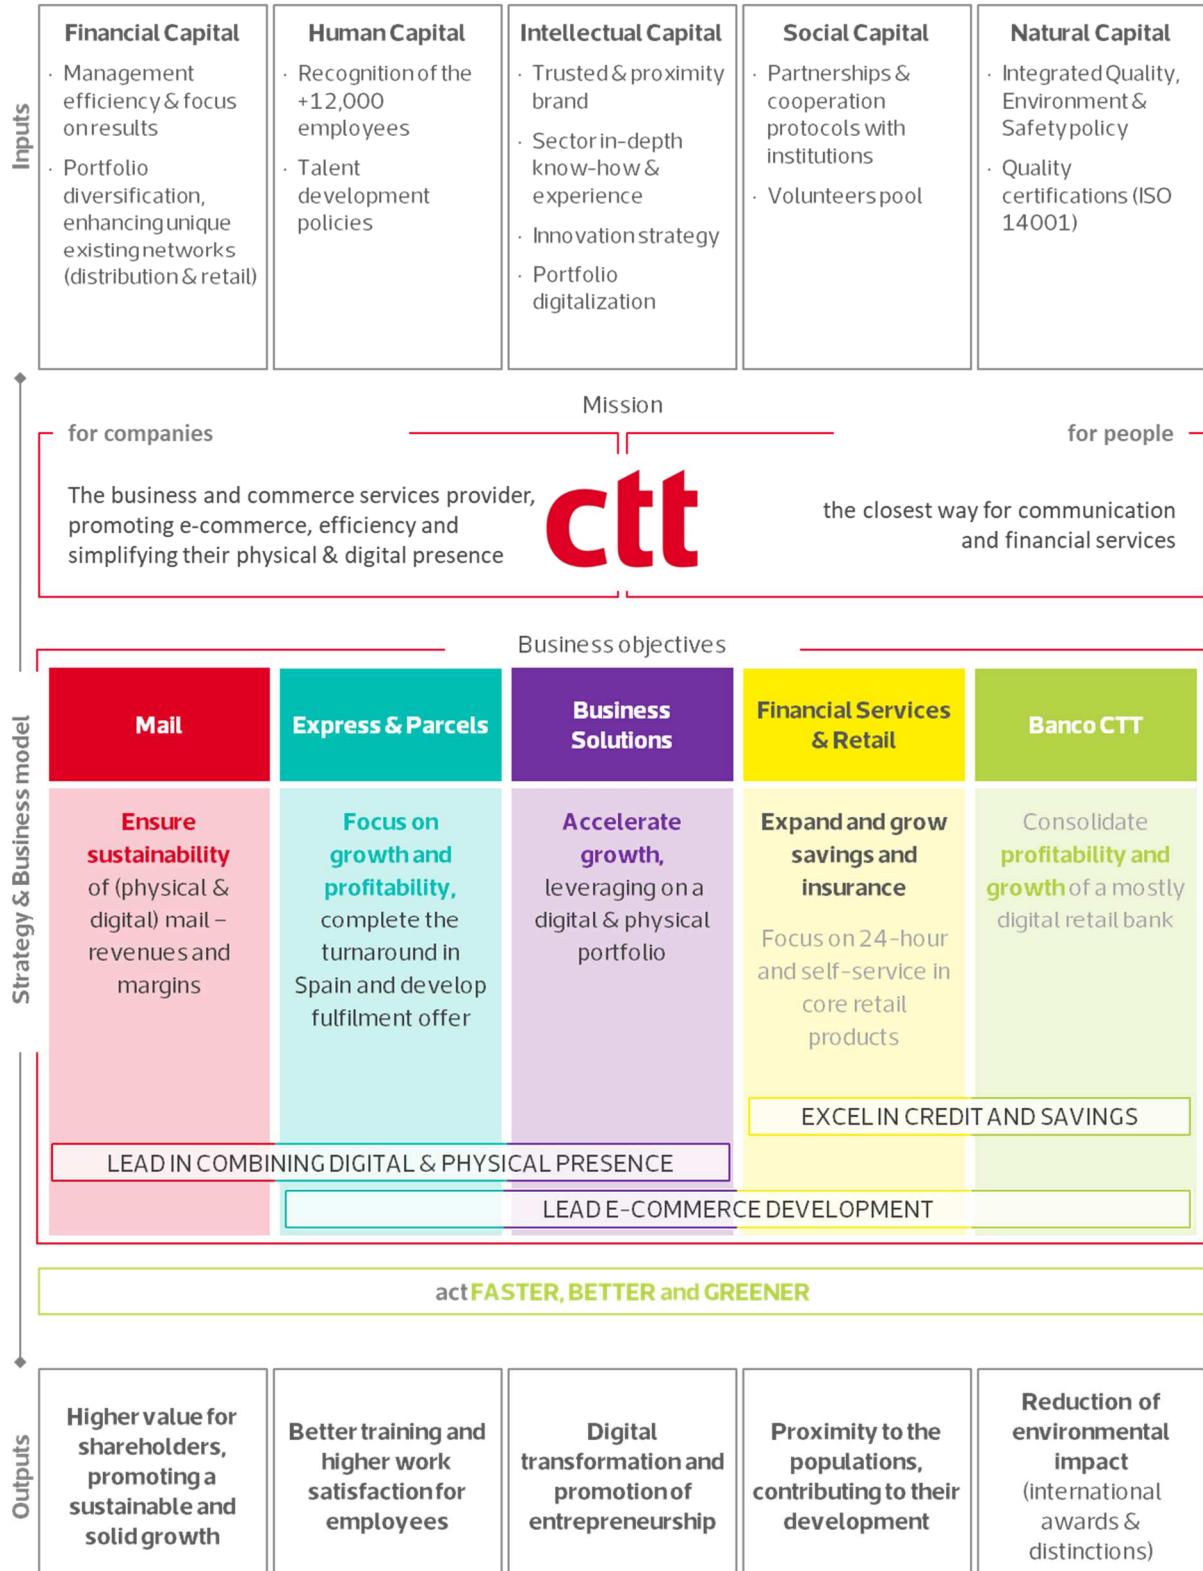 Inputs
Financial Capital
· Management
efficiency & focus
on results
· Portfolio
diversification,
enhancing unique
existing networks
(distribution & retail)
Human Capital
· Recognition of the
+12,000
employees
· Talent
development
policies
Intellectual Capital
· Trusted & proximity
brand
· Sector in-depth
know-how &
experience
· Innovation strategy
· Portfolio
digitalization
Social Capital
· Partnerships &
cooperation
protocols with
institutions
· Volunteers pool
Natural Capital
· Integrated Quality,
Environment &
Safety policy
· Quality
certifications (ISO
14001)
Strategy & Business model
Mission
for companies
The business and commerce services provider,
promoting e-commerce, efficiency and
simplifying their physical & digital presence
ctt
for people
the closest way for communication
and financial services
Business objectives
Mail
Ensure
sustainability
of (physical &
digital) mail –
revenues and
margins
Express & Parcels
Focus on
growth and
profitability,
complete the
turnaround in
Spain and develop
fulfilment offer
Business
Solutions
Accelerate
growth,
leveraging on a
digital & physical
portfolio
Financial Services
& Retail
Expand and grow
savings and
insurance
Focus on 24-hour
and self-service in
core retail
products
Banco CTT
Consolidate
profitability and
growth of a mostly
digital retail bank
EXCEL IN CREDIT AND SAVINGS
LEAD IN COMBINING DIGITAL & PHYSICAL PRESENCE
LEAD E-COMMERCE DEVELOPMENT
act FASTER, BETTER and GREENER
Outputs
Higher value for
shareholders,
promoting a
sustainable and
solid growth
Better training and
higher work
satisfaction for
employees
Digital
transformation and
promotion of
entrepreneurship
Proximity to the
populations,
contributing to their
development
Reduction of
environmental
impact
(international
awards &
distinctions)